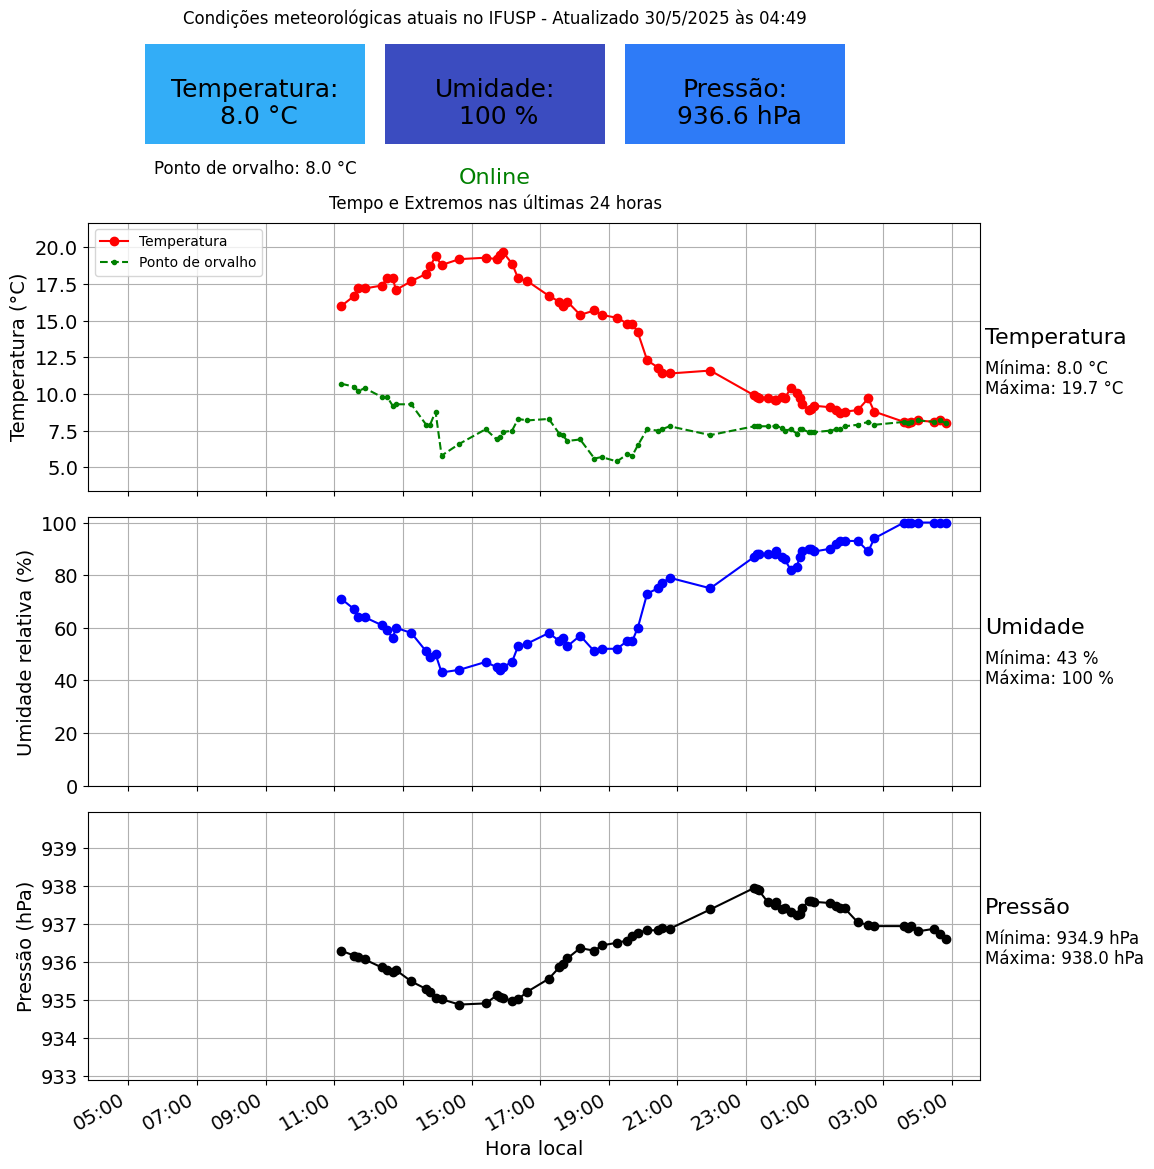 Condições meteorológicas atuais no IFUSP - Atualizado 30/5/2025 às 04:49
Temperatura:
8.0 °C
Umidade:
100 %
Pressão:
936.6 hPa
Ponto de orvalho: 8.0 °C
Online
Tempo e Extremos nas últimas 24 horas
Temperatura
Ponto de orvalho
Temperatura (°C)
20.0
17.5
15.0
12.5
10.0
7.5
5.0
Temperatura
Mínima: 8.0 °C
Máxima: 19.7 °C
Umidade relativa (%)
100
80
60
40
20
0
Umidade
Mínima: 43 %
Máxima: 100 %
Pressão (hPa)
939
938
937
936
935
934
933
Pressão
Mínima: 934.9 hPa
Máxima: 938.0 hPa
05:00
07:00
09:00
11:00
13:00
15:00
17:00
19:00
21:00
23:00
01:00
03:00
05:00
Hora local